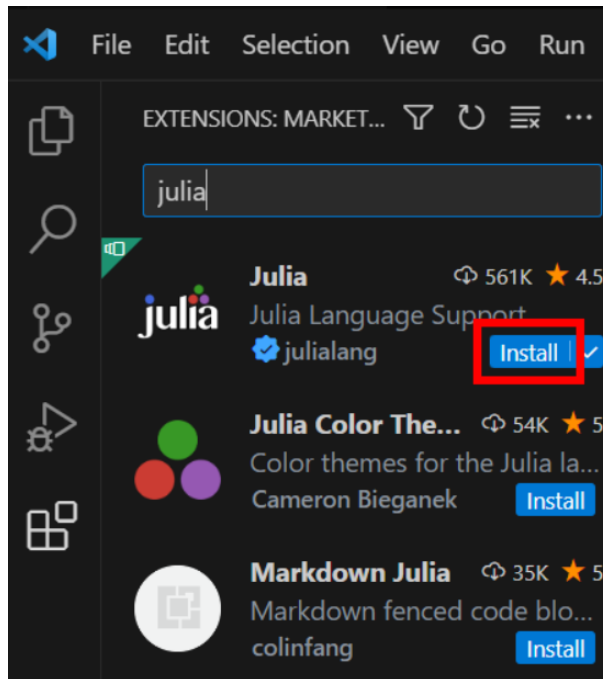 File Edit Selection View Go Run
EXTENSIONS: MARKET... ...
julia
Julia 561K 4.5
julia
Julia Language Support
julialang Install
Julia Color The... 54K 5
Color themes for the Julia la...
Cameron Bieganek Install
Markdown Julia 35K 5
Markdown fenced code blo...
colinfang Install